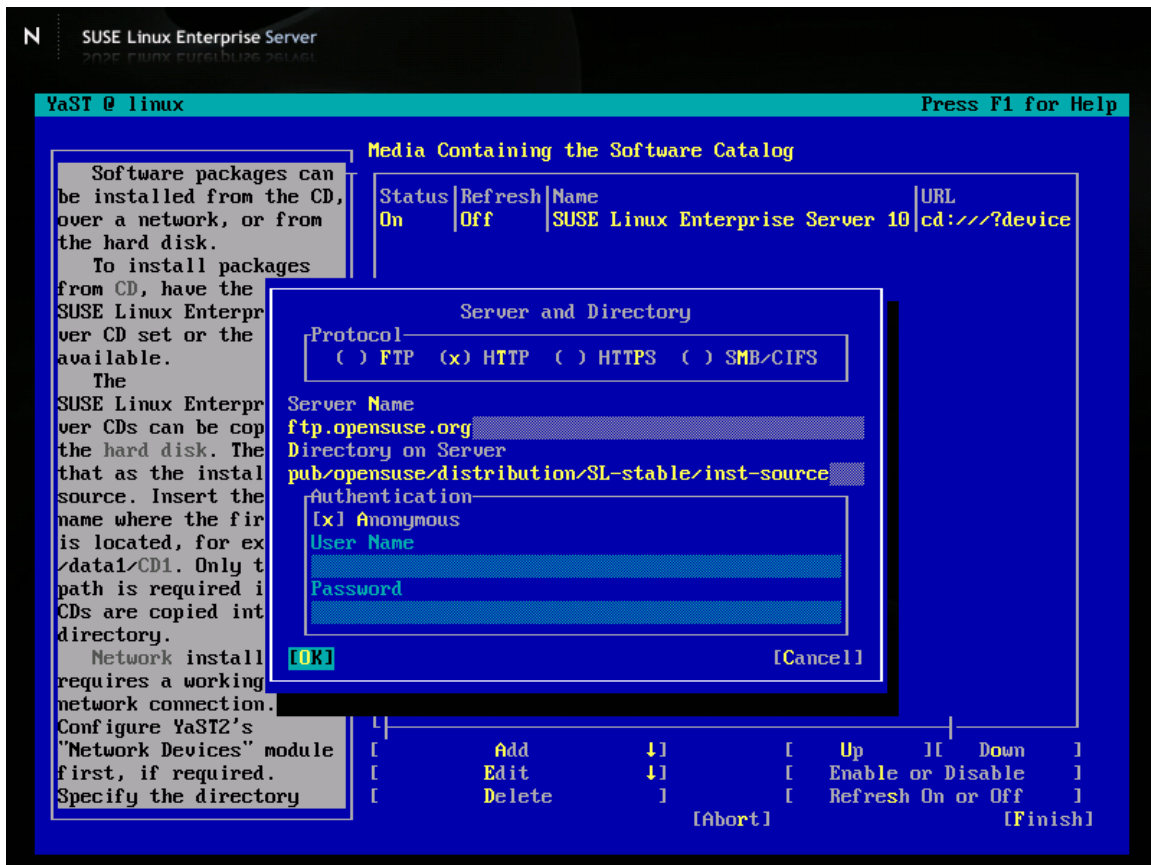 N
SUSE Linux Enterprise Server
YaST @ linux Press F1 for Help
Software packages can
be installed from the CD,
over a network, or from
the hard disk.
To install packages
from CD, have the
SUSE Linux Enterpr
ver CD set or the
available.
The
SUSE Linux Enterpr
ver CDs can be cop
the hard disk. The
that as the instal
source. Insert the
name where the fir
is located, for ex
/data1/CD1. Only t
path is required i
CDs are copied int
directory.
Network install
requires a working
network connection.
Configure YaST2's
"Network Devices" module
first, if required.
Specify the directory
Media Containing the Software Catalog
Status|Refresh|Name |URL
On |Off |SUSE Linux Enterprise Server 10|cd:///?device
Server and Directory
Protocol
( ) FTP (x) HTTP ( ) HTTPS ( ) SMB/CIFS
Server Name
ftp.opensuse.org
Directory on Server
pub/opensuse/distribution/SL-stable/inst-source
Authentication
[x] Anonymous
User Name
Password
[OK] [Cancel]
[ Add ↓] [ Up ][ Down ]
[ Edit ↓] [ Enable or Disable ]
[ Delete ] [ Refresh On or Off ]
[Abort] [Finish]